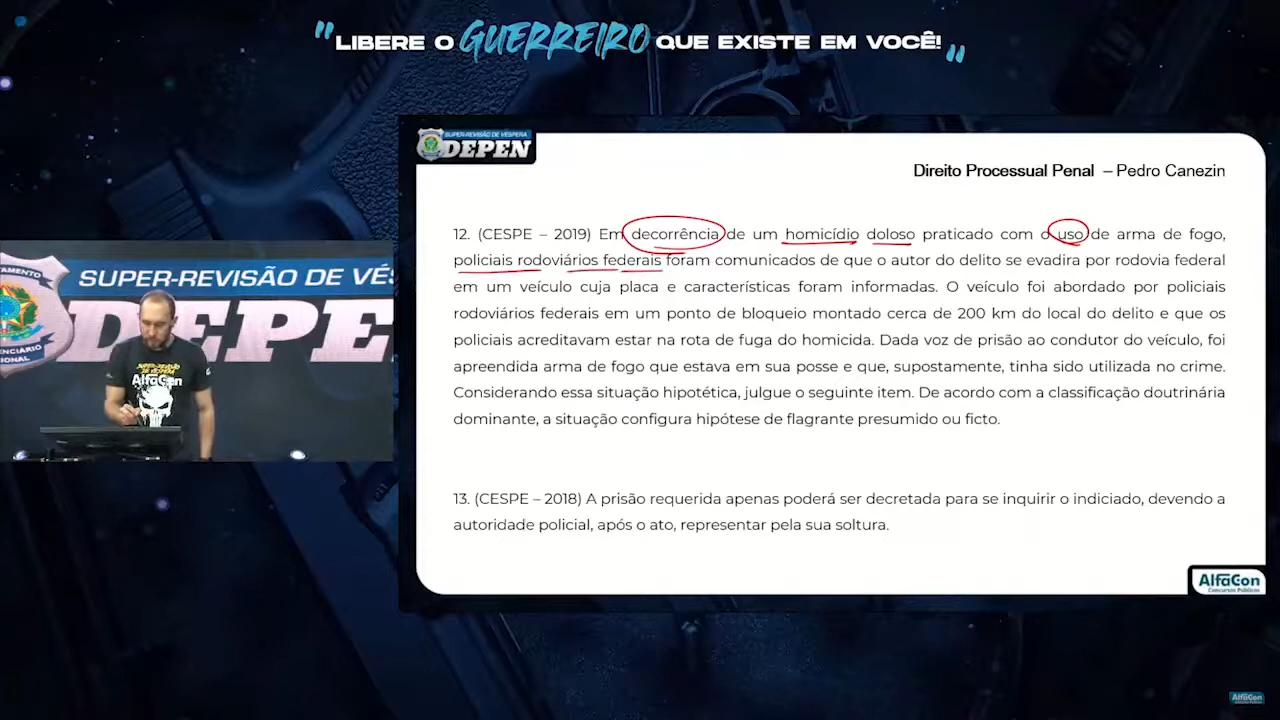 "LIBERE O GUERREIRO QUE EXISTE EM VOCÊ!"
SUPER-REVISÃO DE VÉSPERA
DEPEN
Direito Processual Penal – Pedro Canezin
12. (CESPE – 2019) Em decorrência de um homicídio doloso praticado com o uso de arma de fogo,
policiais rodoviários federais foram comunicados de que o autor do delito se evadira por rodovia federal
em um veículo cuja placa e características foram informadas. O veículo foi abordado por policiais
rodoviários federais em um ponto de bloqueio montado cerca de 200 km do local do delito e que os
policiais acreditavam estar na rota de fuga do homicida. Dada voz de prisão ao condutor do veículo, foi
apreendida arma de fogo que estava em sua posse e que, supostamente, tinha sido utilizada no crime.
Considerando essa situação hipotética, julgue o seguinte item. De acordo com a classificação doutrinária
dominante, a situação configura hipótese de flagrante presumido ou ficto.
13. (CESPE – 2018) A prisão requerida apenas poderá ser decretada para se inquirir o indiciado, devendo a
autoridade policial, após o ato, representar pela sua soltura.
AlfaCon
Concursos Públicos
SUPER-REVISÃO DE VÉS
DEPE
AlfaCon
AlfaCon